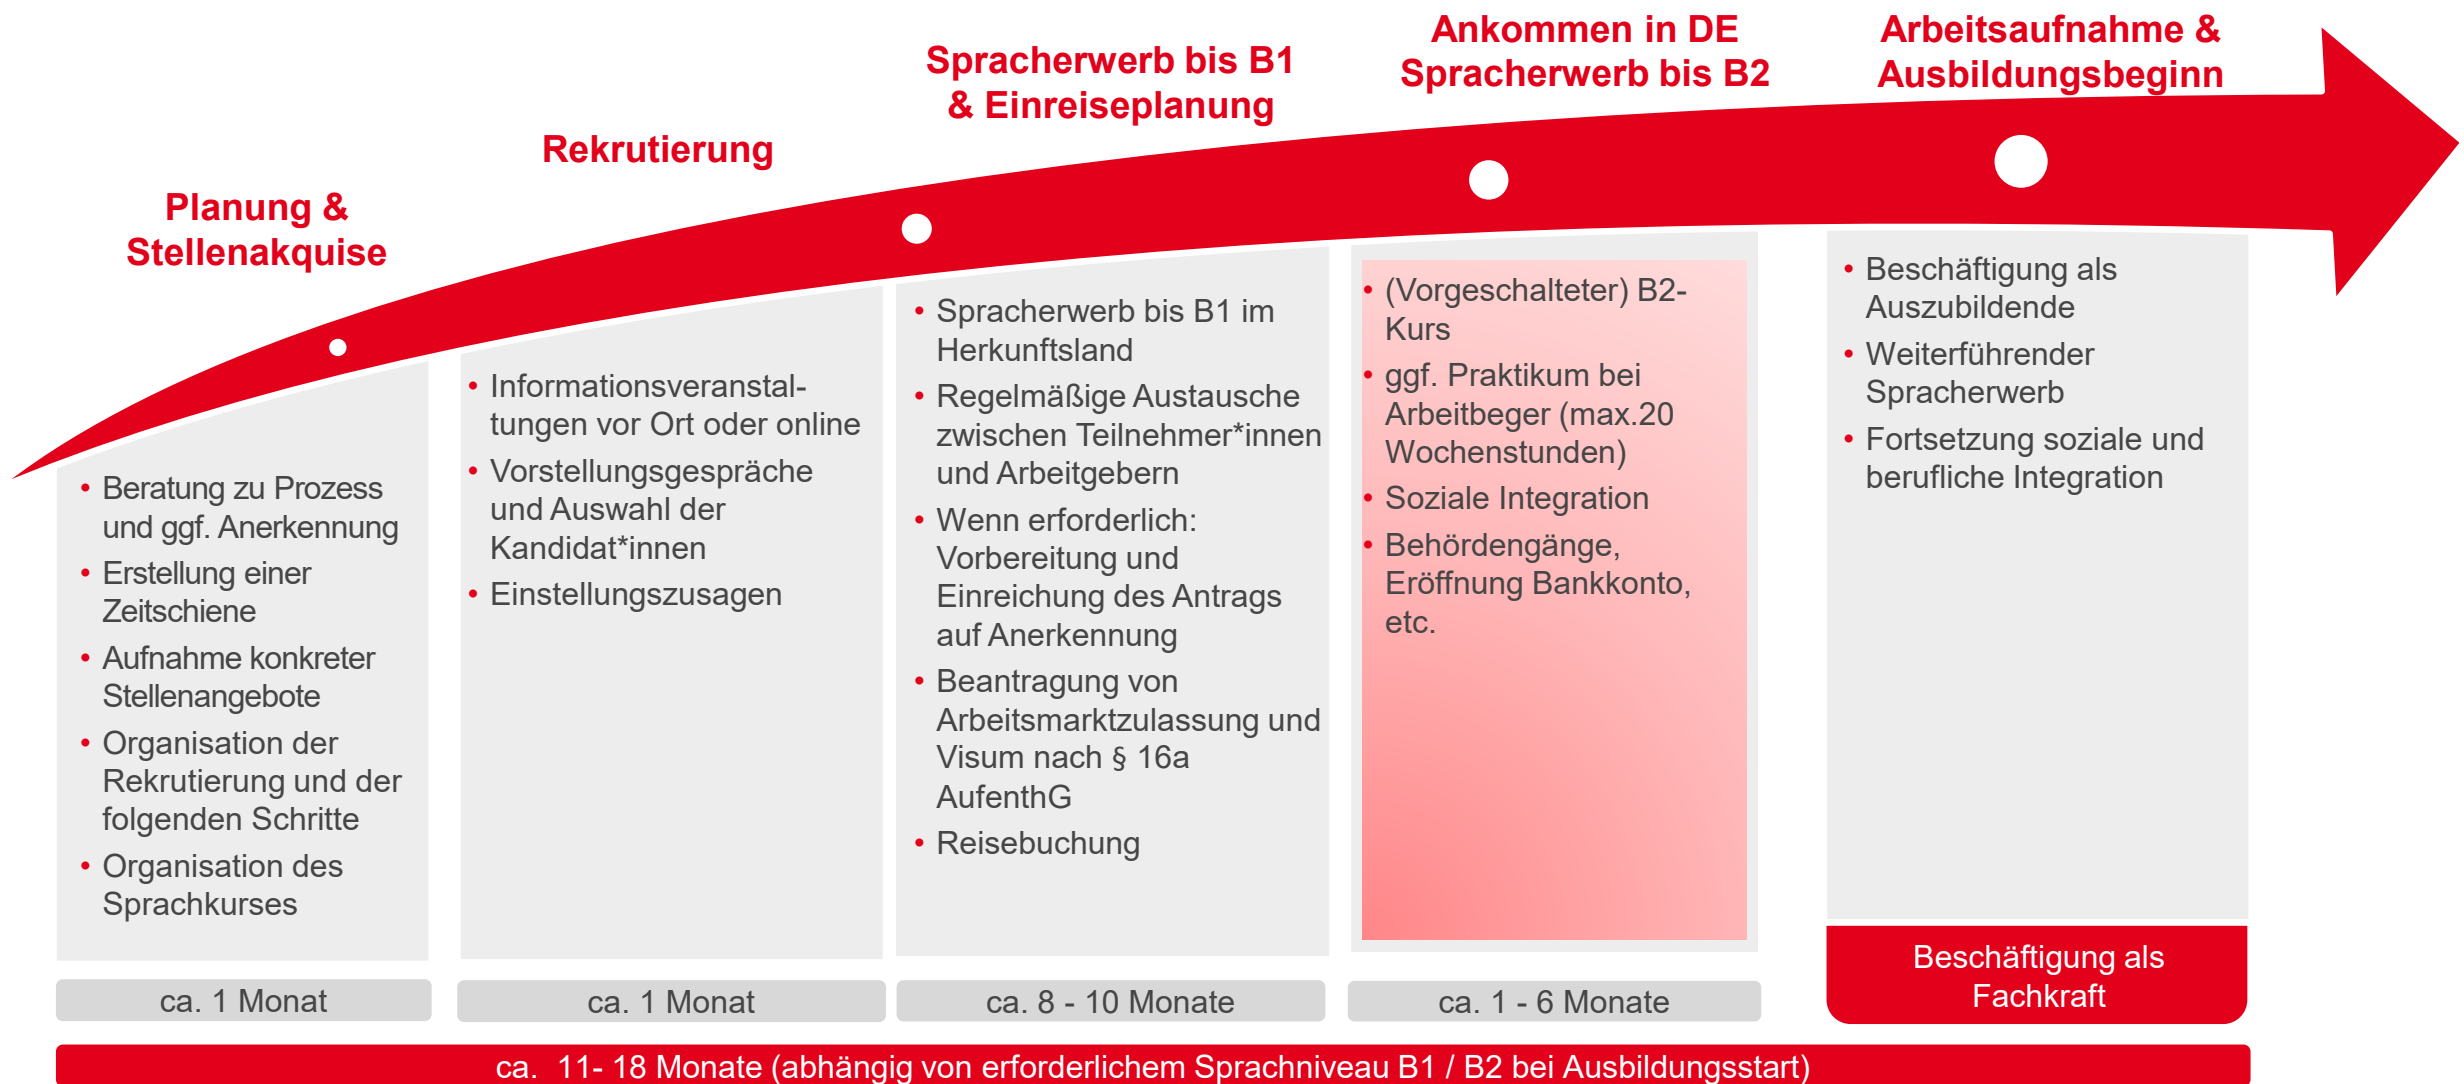 Planung &
Stellenakquise
Rekrutierung
Spracherwerb bis B1
& Einreiseplanung
Ankommen in DE
Spracherwerb bis B2
Arbeitsaufnahme &
Ausbildungsbeginn
• Beratung zu Prozess
und ggf. Anerkennung
• Erstellung einer
Zeitschiene
• Aufnahme konkreter
Stellenangebote
• Organisation der
Rekrutierung und der
folgenden Schritte
• Organisation des
Sprachkurses
• Informationsveranstal-
tungen vor Ort oder online
• Vorstellungsgespräche
und Auswahl der
Kandidat*innen
• Einstellungszusagen
• Spracherwerb bis B1 im
Herkunftsland
• Regelmäßige Austausche
zwischen Teilnehmer*innen
und Arbeitgebern
• Wenn erforderlich:
Vorbereitung und
Einreichung des Antrags
auf Anerkennung
• Beantragung von
Arbeitsmarktzulassung und
Visum nach § 16a
AufenthG
• Reisebuchung
• (Vorgeschalteter) B2-
Kurs
• ggf. Praktikum bei
Arbeitbeger (max.20
Wochenstunden)
• Soziale Integration
• Behördengänge,
Eröffnung Bankkonto,
etc.
• Beschäftigung als
Auszubildende
• Weiterführender
Spracherwerb
• Fortsetzung soziale und
berufliche Integration
Beschäftigung als
Fachkraft
ca. 1 Monat
ca. 1 Monat
ca. 8 - 10 Monate
ca. 1 - 6 Monate
ca. 11- 18 Monate (abhängig von erforderlichem Sprachniveau B1 / B2 bei Ausbildungsstart)